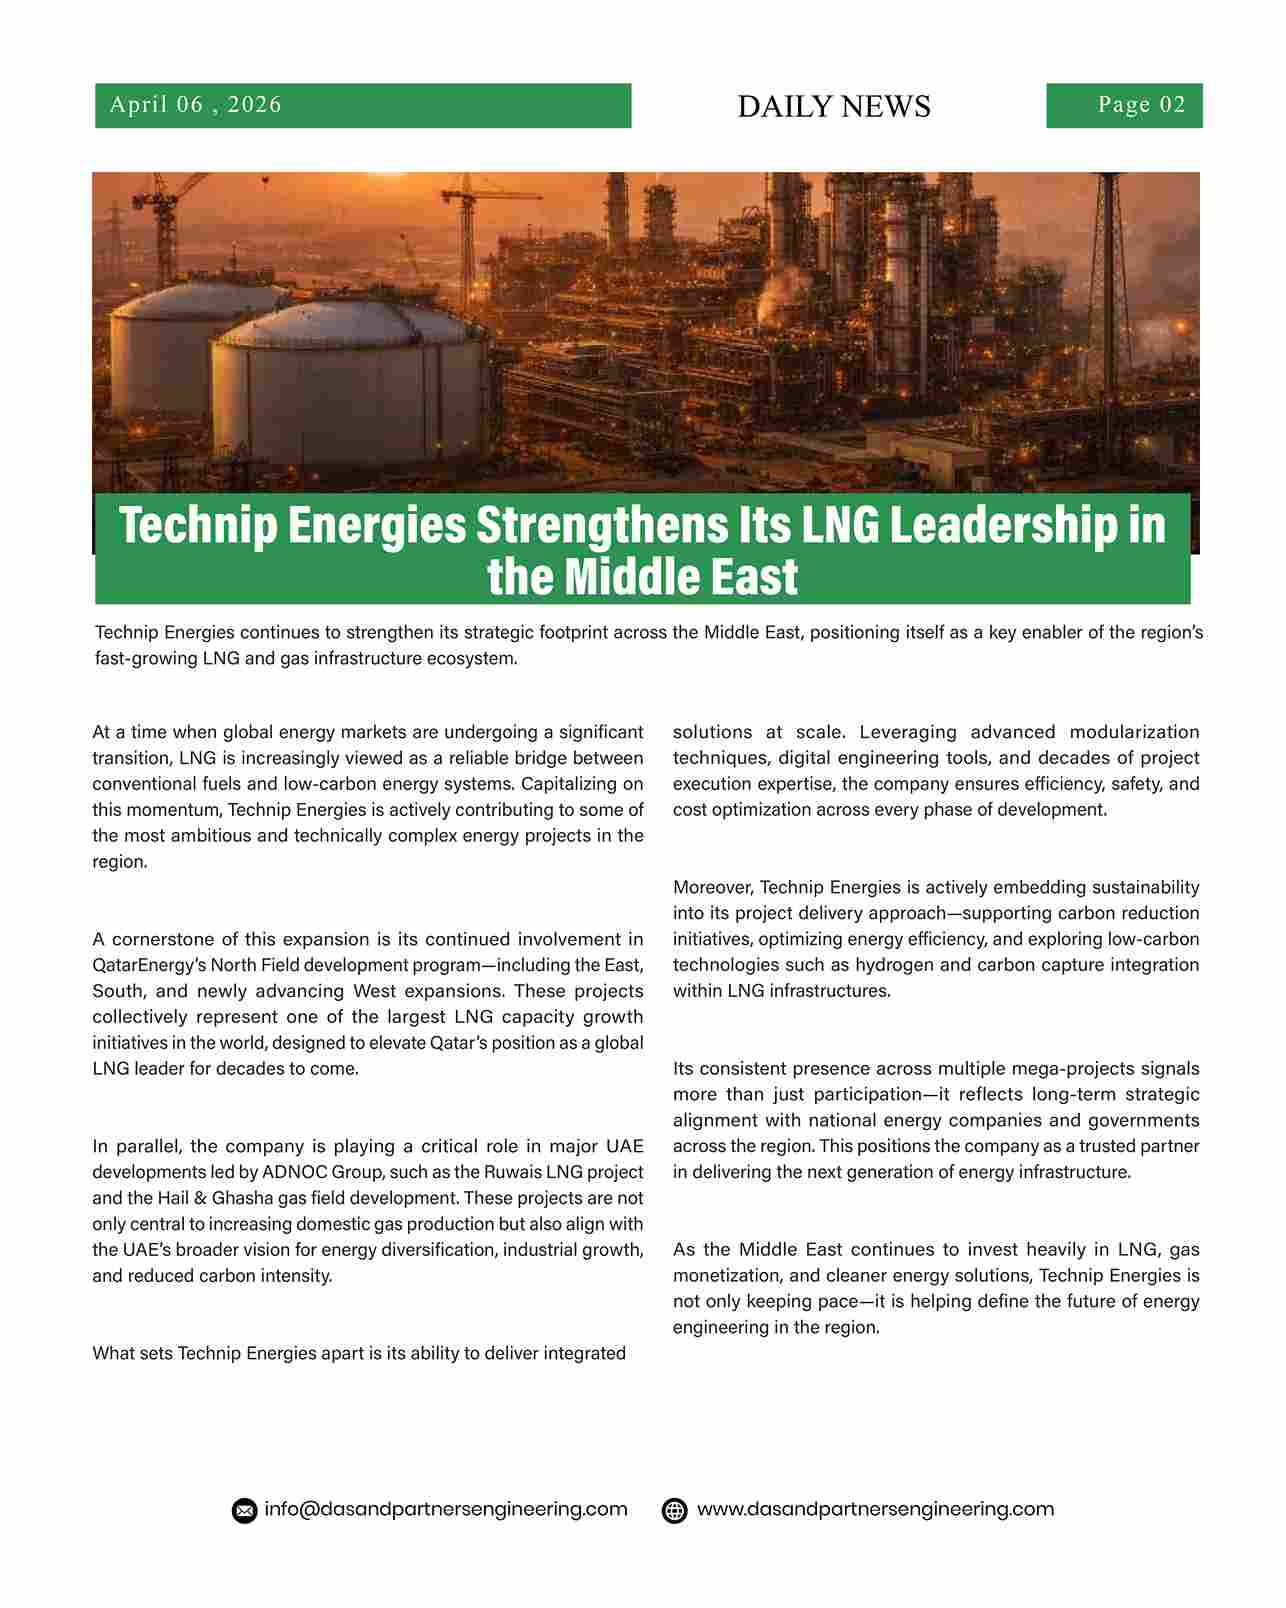 April 06 , 2026
DAILY NEWS
Page 02
Technip Energies Strengthens Its LNG Leadership in
the Middle East
Technip Energies continues to strengthen its strategic footprint across the Middle East, positioning itself as a key enabler of the region’s
fast-growing LNG and gas infrastructure ecosystem.
At a time when global energy markets are undergoing a significant
transition, LNG is increasingly viewed as a reliable bridge between
conventional fuels and low-carbon energy systems. Capitalizing on
this momentum, Technip Energies is actively contributing to some of
the most ambitious and technically complex energy projects in the
region.
A cornerstone of this expansion is its continued involvement in
QatarEnergy’s North Field development program—including the East,
South, and newly advancing West expansions. These projects
collectively represent one of the largest LNG capacity growth
initiatives in the world, designed to elevate Qatar’s position as a global
LNG leader for decades to come.
In parallel, the company is playing a critical role in major UAE
developments led by ADNOC Group, such as the Ruwais LNG project
and the Hail & Ghasha gas field development. These projects are not
only central to increasing domestic gas production but also align with
the UAE’s broader vision for energy diversification, industrial growth,
and reduced carbon intensity.
What sets Technip Energies apart is its ability to deliver integrated
solutions at scale. Leveraging advanced modularization
techniques, digital engineering tools, and decades of project
execution expertise, the company ensures efficiency, safety, and
cost optimization across every phase of development.
Moreover, Technip Energies is actively embedding sustainability
into its project delivery approach—supporting carbon reduction
initiatives, optimizing energy efficiency, and exploring low-carbon
technologies such as hydrogen and carbon capture integration
within LNG infrastructures.
Its consistent presence across multiple mega-projects signals
more than just participation—it reflects long-term strategic
alignment with national energy companies and governments
across the region. This positions the company as a trusted partner
in delivering the next generation of energy infrastructure.
As the Middle East continues to invest heavily in LNG, gas
monetization, and cleaner energy solutions, Technip Energies is
not only keeping pace—it is helping define the future of energy
engineering in the region.
info@dasandpartnersengineering.com
www.dasandpartnersengineering.com